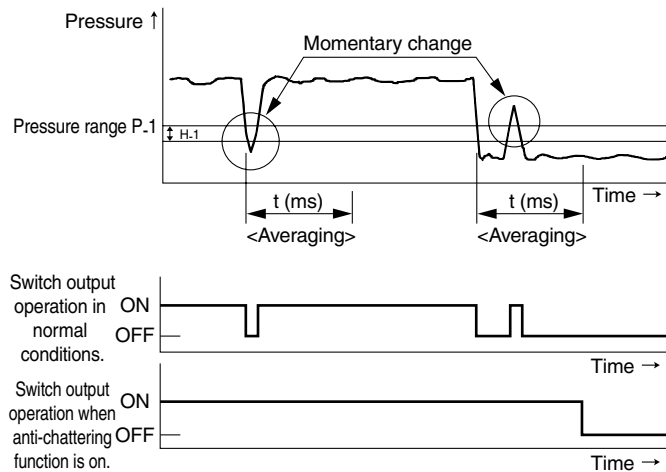 Pressure ↑
Momentary change
Pressure range P-1
H-1
Time →
t (ms)
t (ms)
<Averaging>
<Averaging>
Switch output
operation in
normal
conditions.
ON
OFF
Time →
Switch output
operation when
anti-chattering
function is on.
ON
OFF
Time →